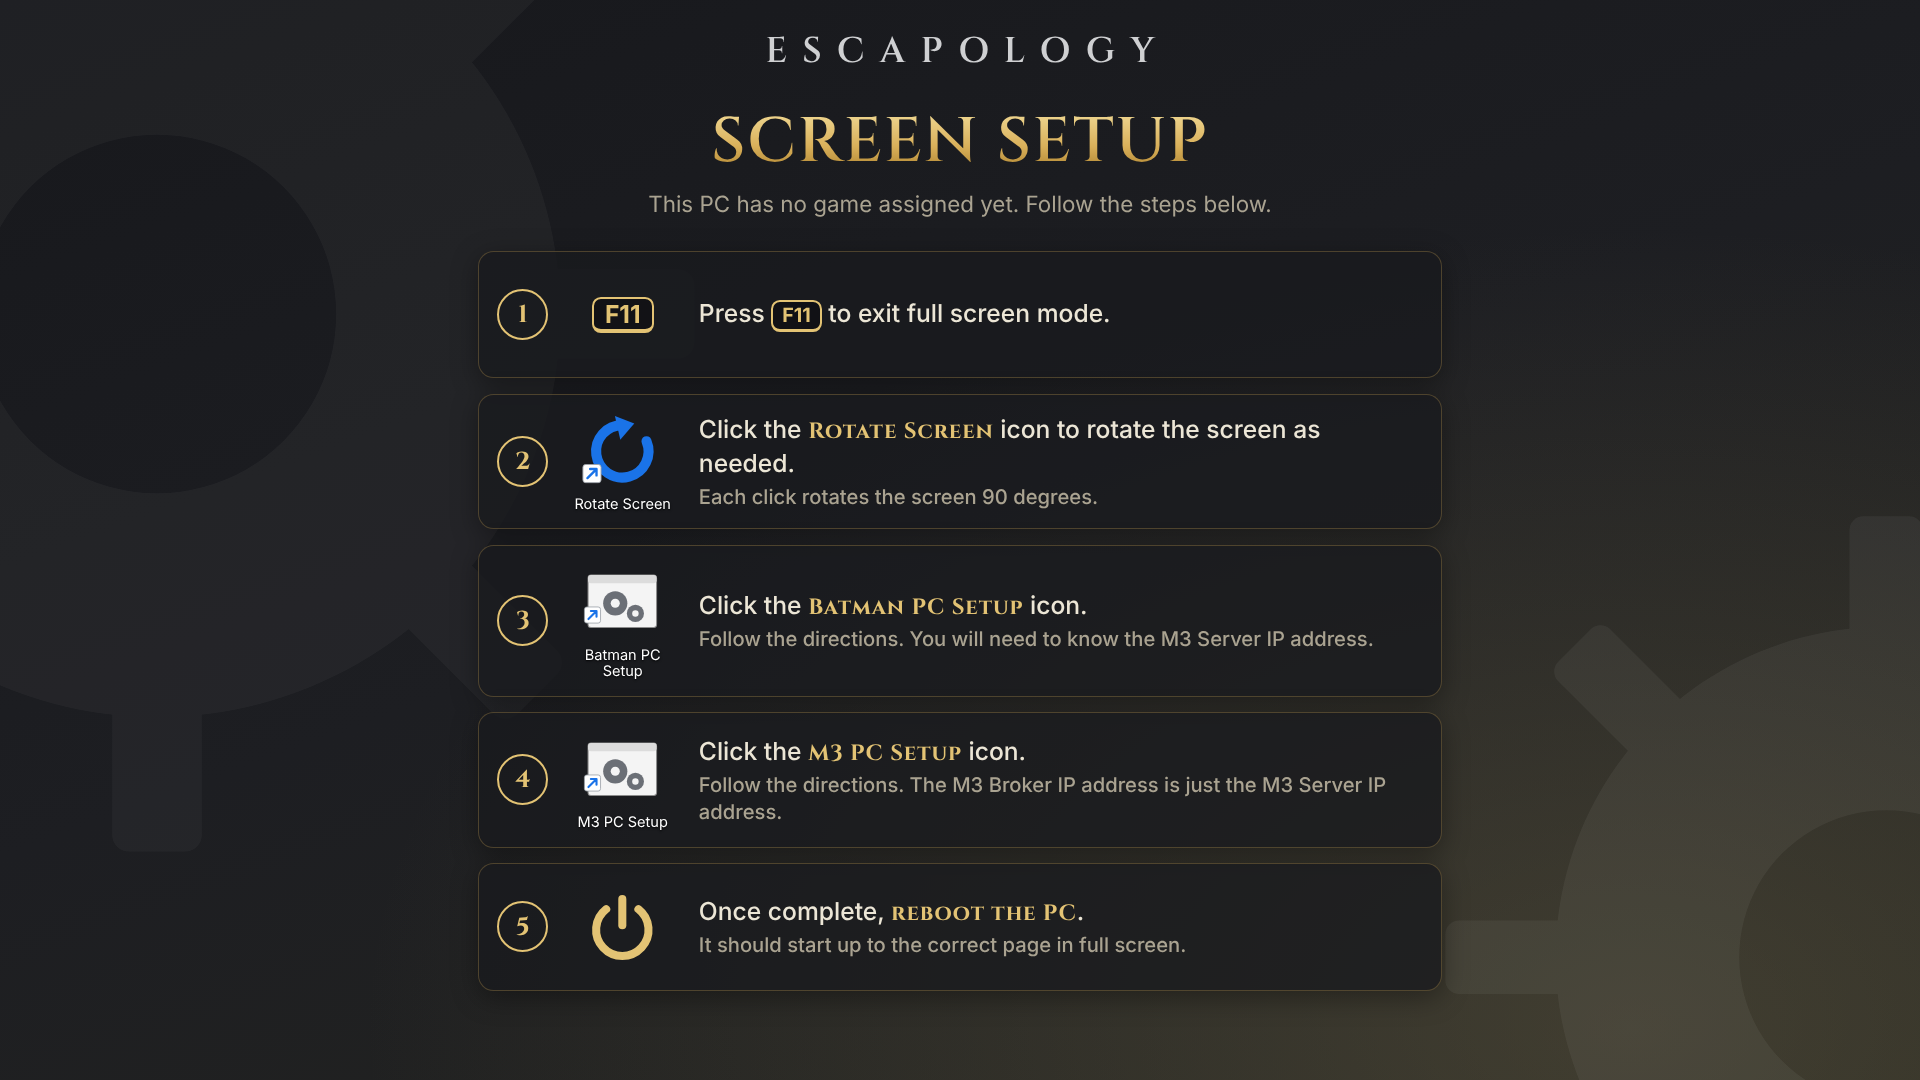 ESCAPOLOGY
SCREEN SETUP
This PC has no game assigned yet. Follow the steps below.
1
F11
Press F11 to exit full screen mode.
2
Rotate Screen
Click the Rotate Screen icon to rotate the screen as
needed.
Each click rotates the screen 90 degrees.
3
Batman PC
Setup
Click the Batman PC Setup icon.
Follow the directions. You will need to know the M3 Server IP address.
4
M3 PC Setup
Click the M3 PC Setup icon.
Follow the directions. The M3 Broker IP address is just the M3 Server IP
address.
5
Once complete, reboot the PC.
It should start up to the correct page in full screen.